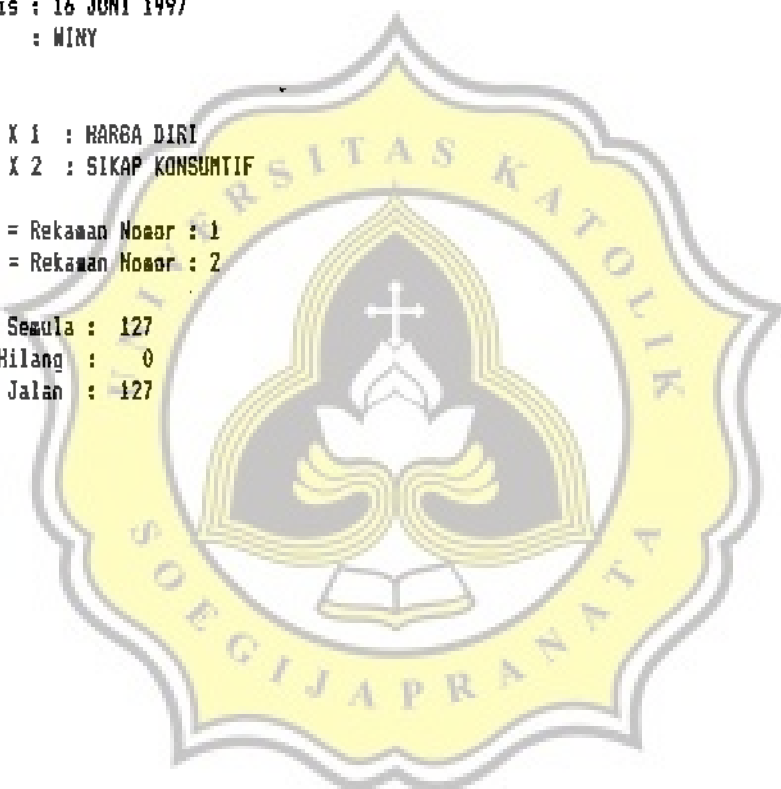 is : 16 JUNI 1997
: WINY
X 1 : HARGA DIRI
X 2 : SIKAP KONSUMTIF
= Rekaman Nomor : 1
= Rekaman Nomor : 2
Semula : 127
Hilang : 0
Jalan : 127
UNIVERSITAS KATOLIK
SOEGIJAPRANATA